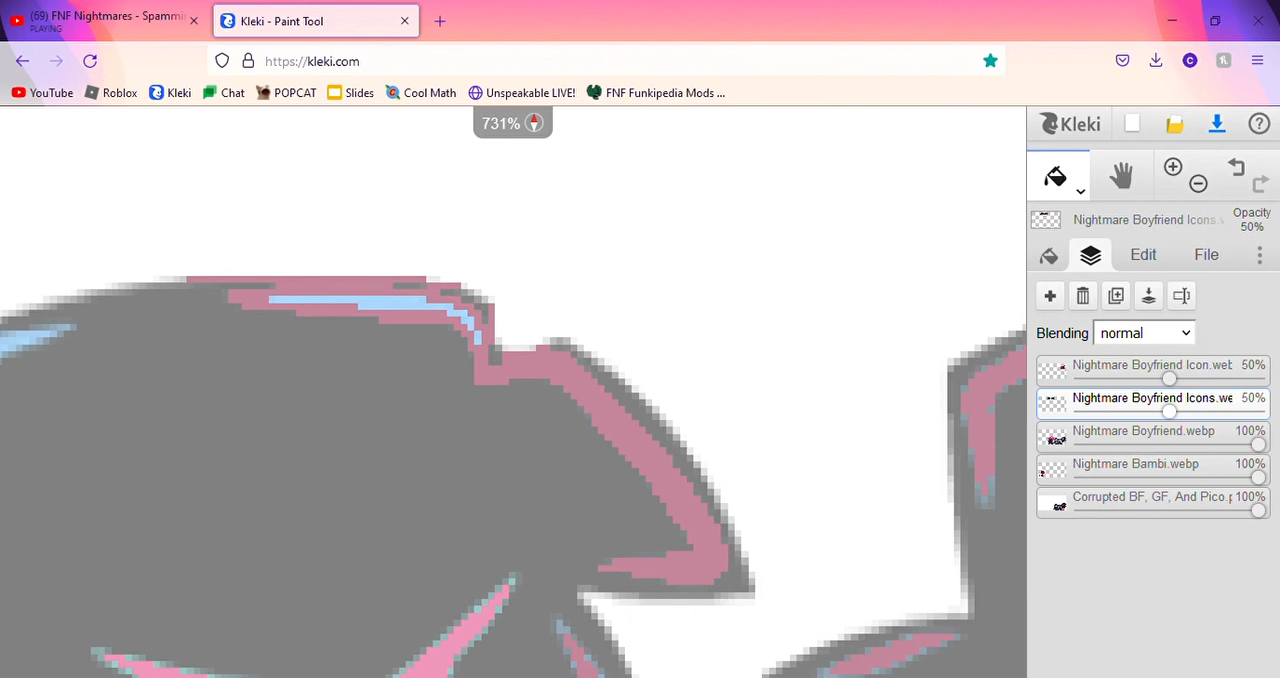 (69) FNF Nightmares - Spammi
PLAYING
Kleki - Paint Tool
https://kleki.com
YouTube Roblox Kleki Chat POPCAT Slides Cool Math Unspeakable LIVE! FNF Funkipedia Mods ...
731%
Kleki
Nightmare Boyfriend Icons.w
Opacity
50%
Edit File
Blending normal
Nightmare Boyfriend Icon.web 50%
Nightmare Boyfriend Icons.we 50%
Nightmare Boyfriend.webp 100%
Nightmare Bambi.webp 100%
Corrupted BF, GF, And Pico.p 100%